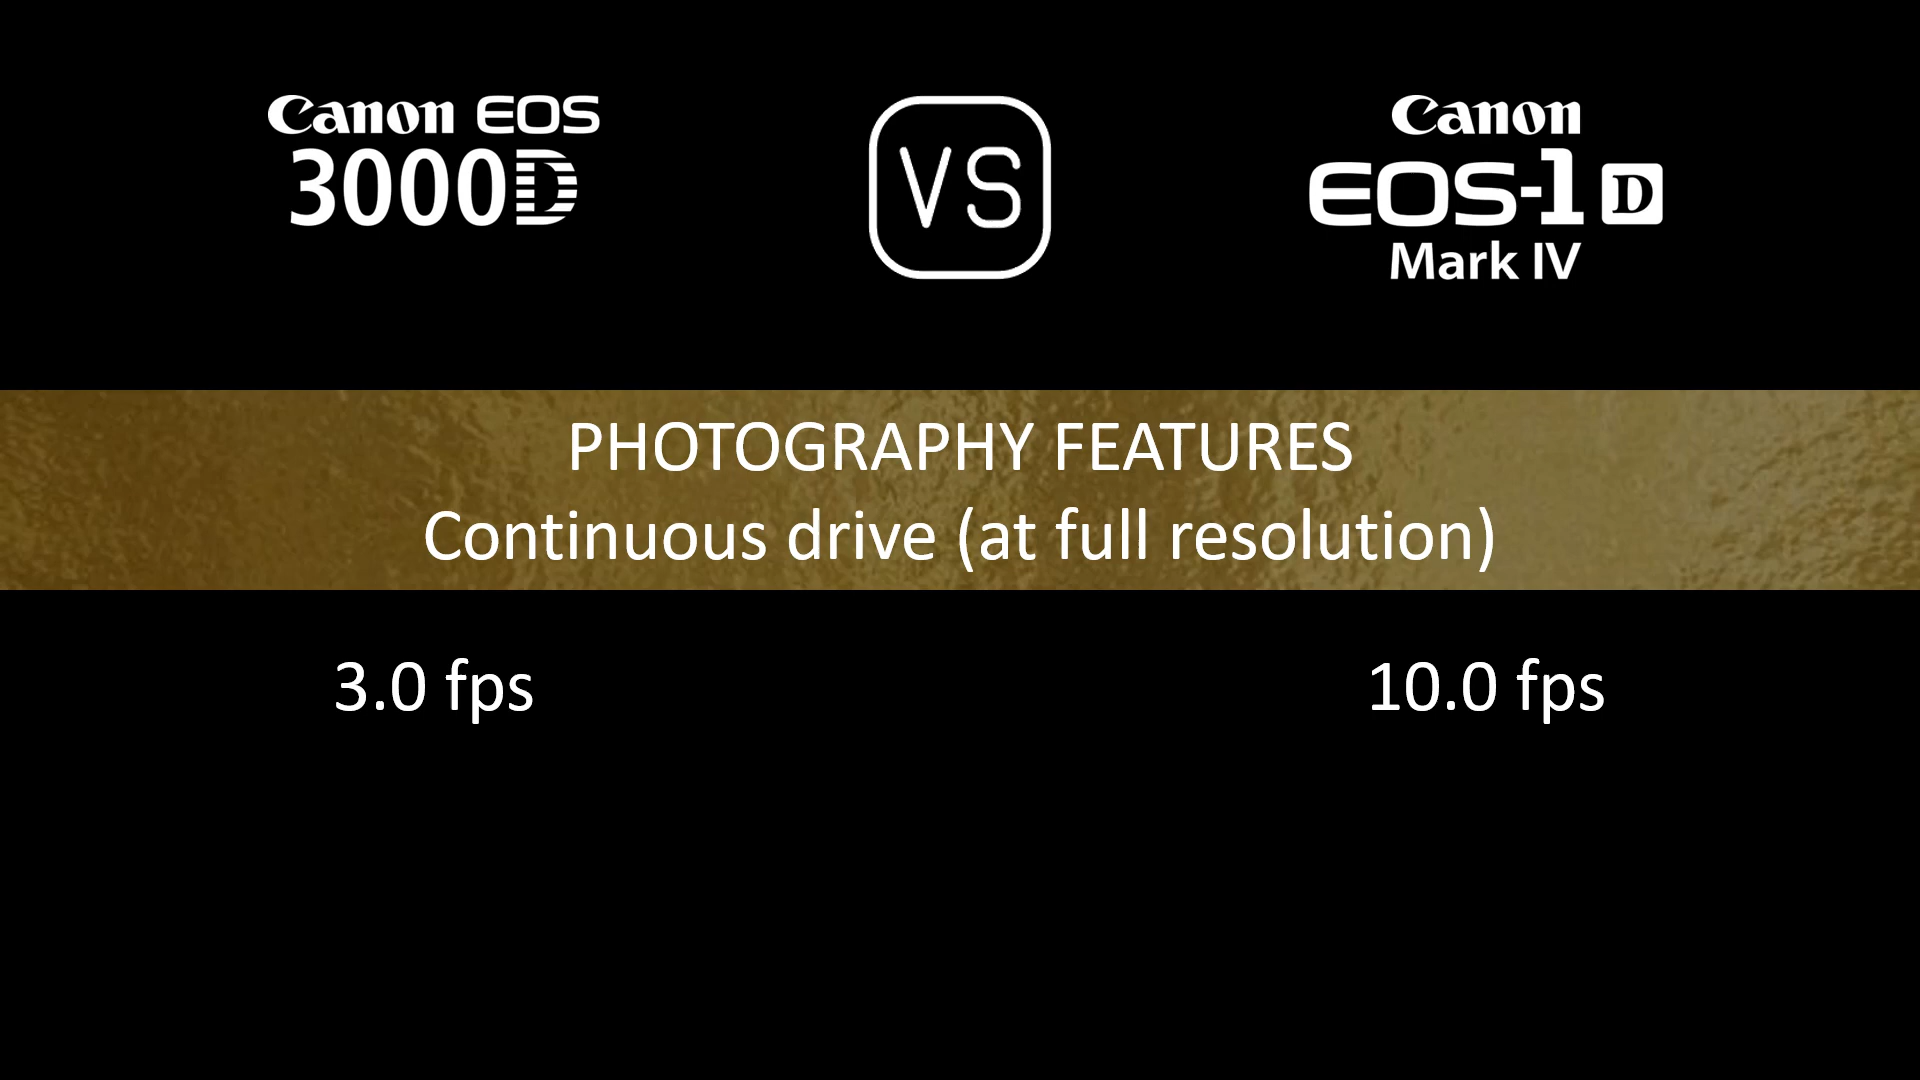 Canon EOS
3000D
VS
Canon
EOS-1 D
Mark IV
PHOTOGRAPHY FEATURES
Continuous drive (at full resolution)
3.0 fps
10.0 fps